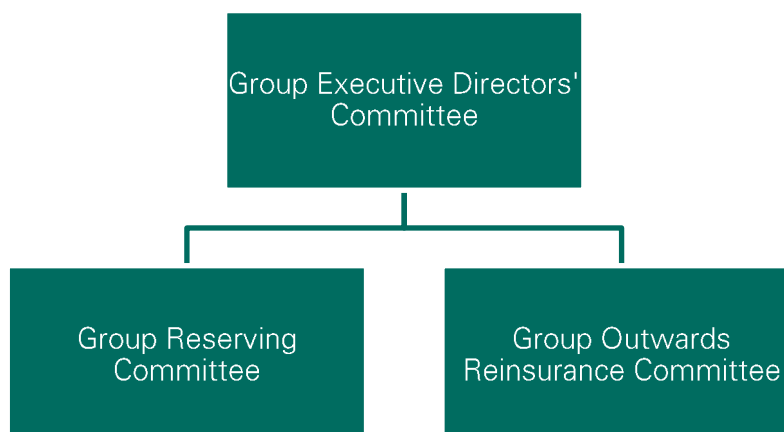 Group Executive Directors'
Committee
Group Reserving
Committee
Group Outwards
Reinsurance Committee